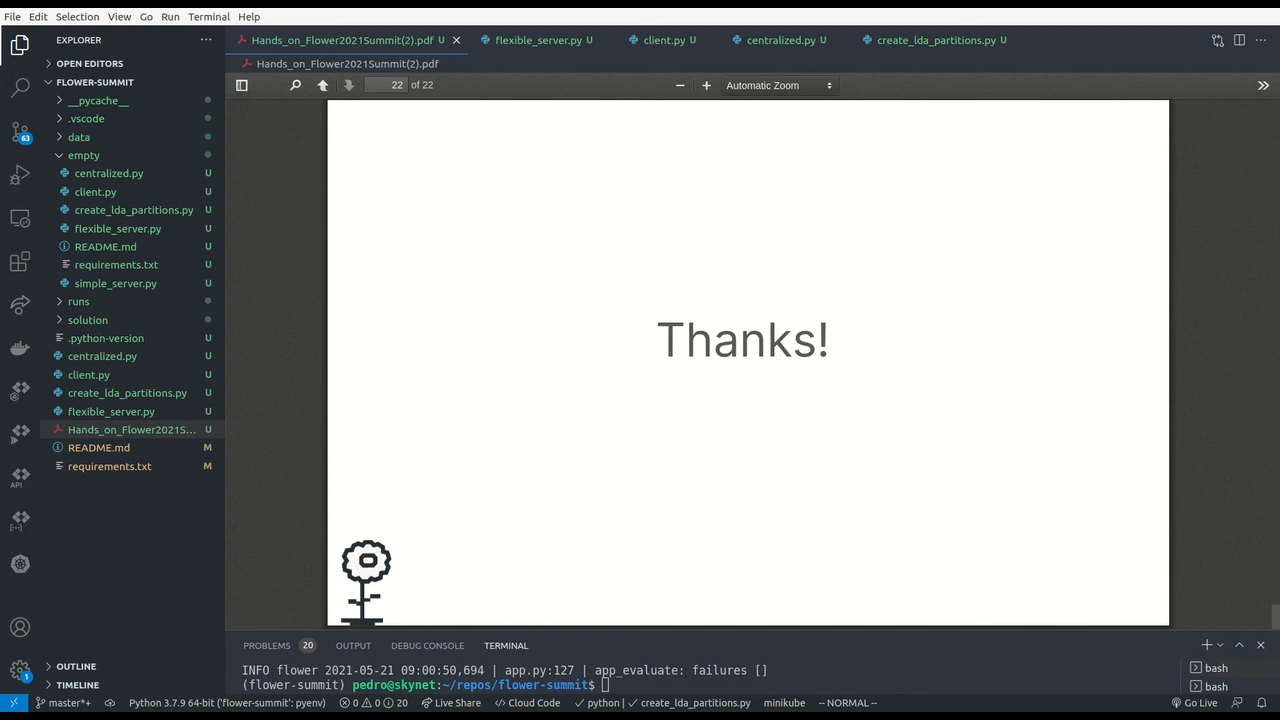 File Edit Selection View Go Run Terminal Help
EXPLORER
OPEN EDITORS
FLOWER-SUMMIT
__pycache__
.vscode
data
empty
centralized.py U
client.py U
create_lda_partitions.py U
flexible_server.py U
README.md U
requirements.txt U
simple_server.py U
runs
solution
.python-version U
centralized.py U
client.py U
create_lda_partitions.py U
flexible_server.py U
Hands_on_Flower2021S... U
README.md M
requirements.txt M
OUTLINE
TIMELINE
63
API
1
Hands_on_Flower2021Summit(2).pdf U
flexible_server.py U
client.py U
centralized.py U
create_lda_partitions.py U
Hands_on_Flower2021Summit(2).pdf
22 of 22
Automatic Zoom
Thanks!
PROBLEMS 20 OUTPUT DEBUG CONSOLE TERMINAL
INFO flower 2021-05-21 09:00:50,694 | app.py:127 | app_evaluate: failures []
(flower-summit) pedro@skynet:~/repos/flower-summit$
bash
bash
master*+ Python 3.7.9 64-bit ('flower-summit': pyenv) 0 0 20 Live Share Cloud Code python | create_lda_partitions.py minikube -- NORMAL -- Go Live